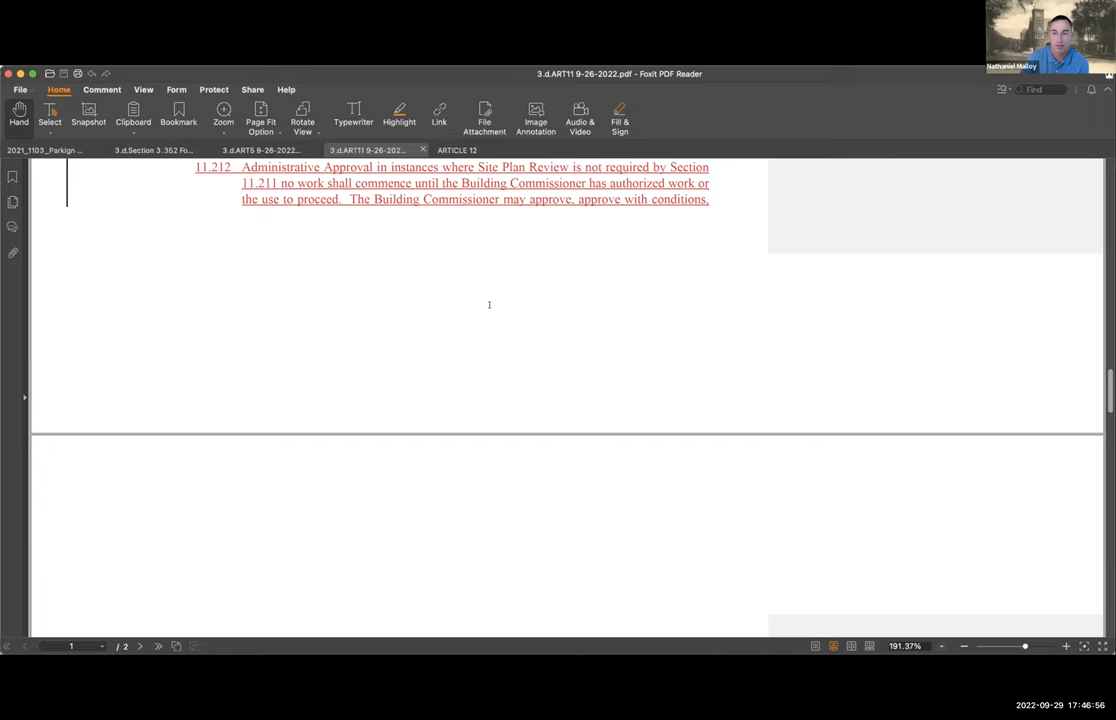 Nathaniel Malloy
3.d.ART11 9-26-2022.pdf - Foxit PDF Reader
File Home Comment View Form Protect Share Help
Find
Hand Select Snapshot Clipboard Bookmark Zoom Page Fit Option Rotate View Typewriter Highlight Link File Attachment Image Annotation Audio & Video Fill & Sign
2021_1103_Parkign ... 3.d.Section 3.352 Fo... 3.d.ART5 9-26-2022... 3.d.ART11 9-26-202... ARTICLE 12
11.212 Administrative Approval in instances where Site Plan Review is not required by Section
11.211 no work shall commence until the Building Commissioner has authorized work or
the use to proceed. The Building Commissioner may approve, approve with conditions,
1 / 2 191.37%
2022-09-29 17:46:56